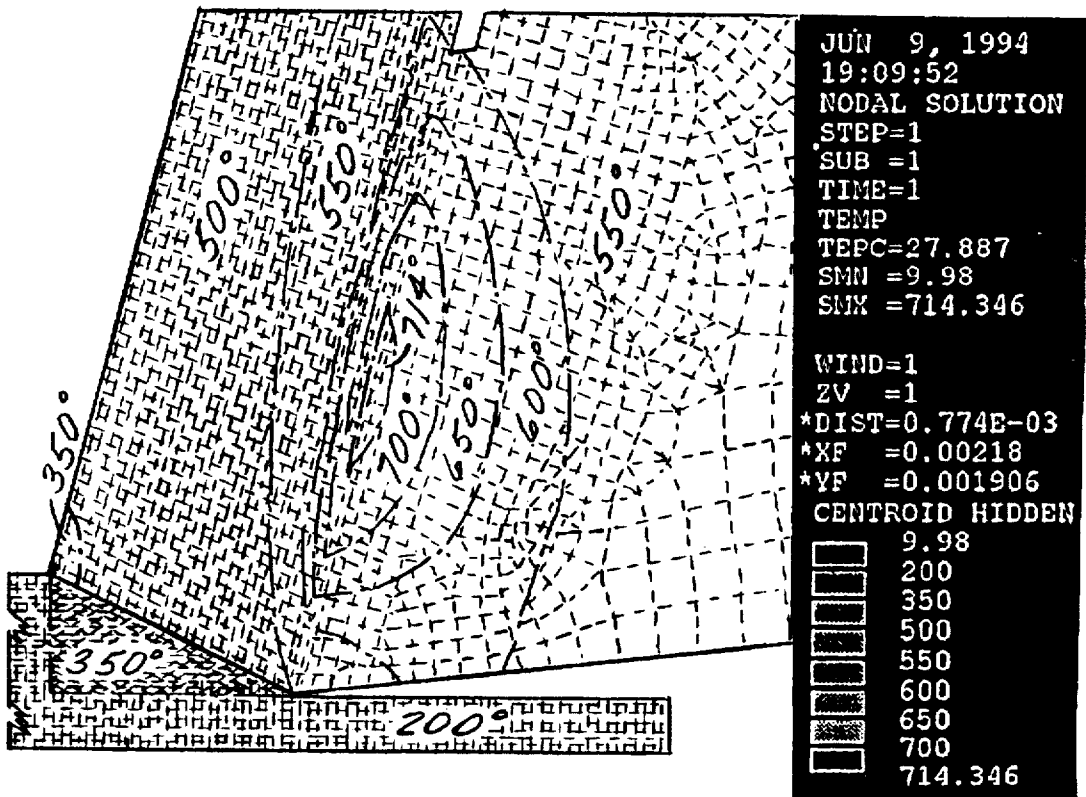 500°
550°
714°
700°
650°
600°
550°
350°
350°
200°
JUN 9, 1994
19:09:52
NODAL SOLUTION
STEP=1
SUB =1
TIME=1
TEMP
TEPC=27.887
SMN =9.98
SMX =714.346
WIND=1
ZV =1
*DIST=0.774E-03
*XF =0.00218
*YF =0.001906
CENTROID HIDDEN
9.98
200
350
500
550
600
650
700
714.346